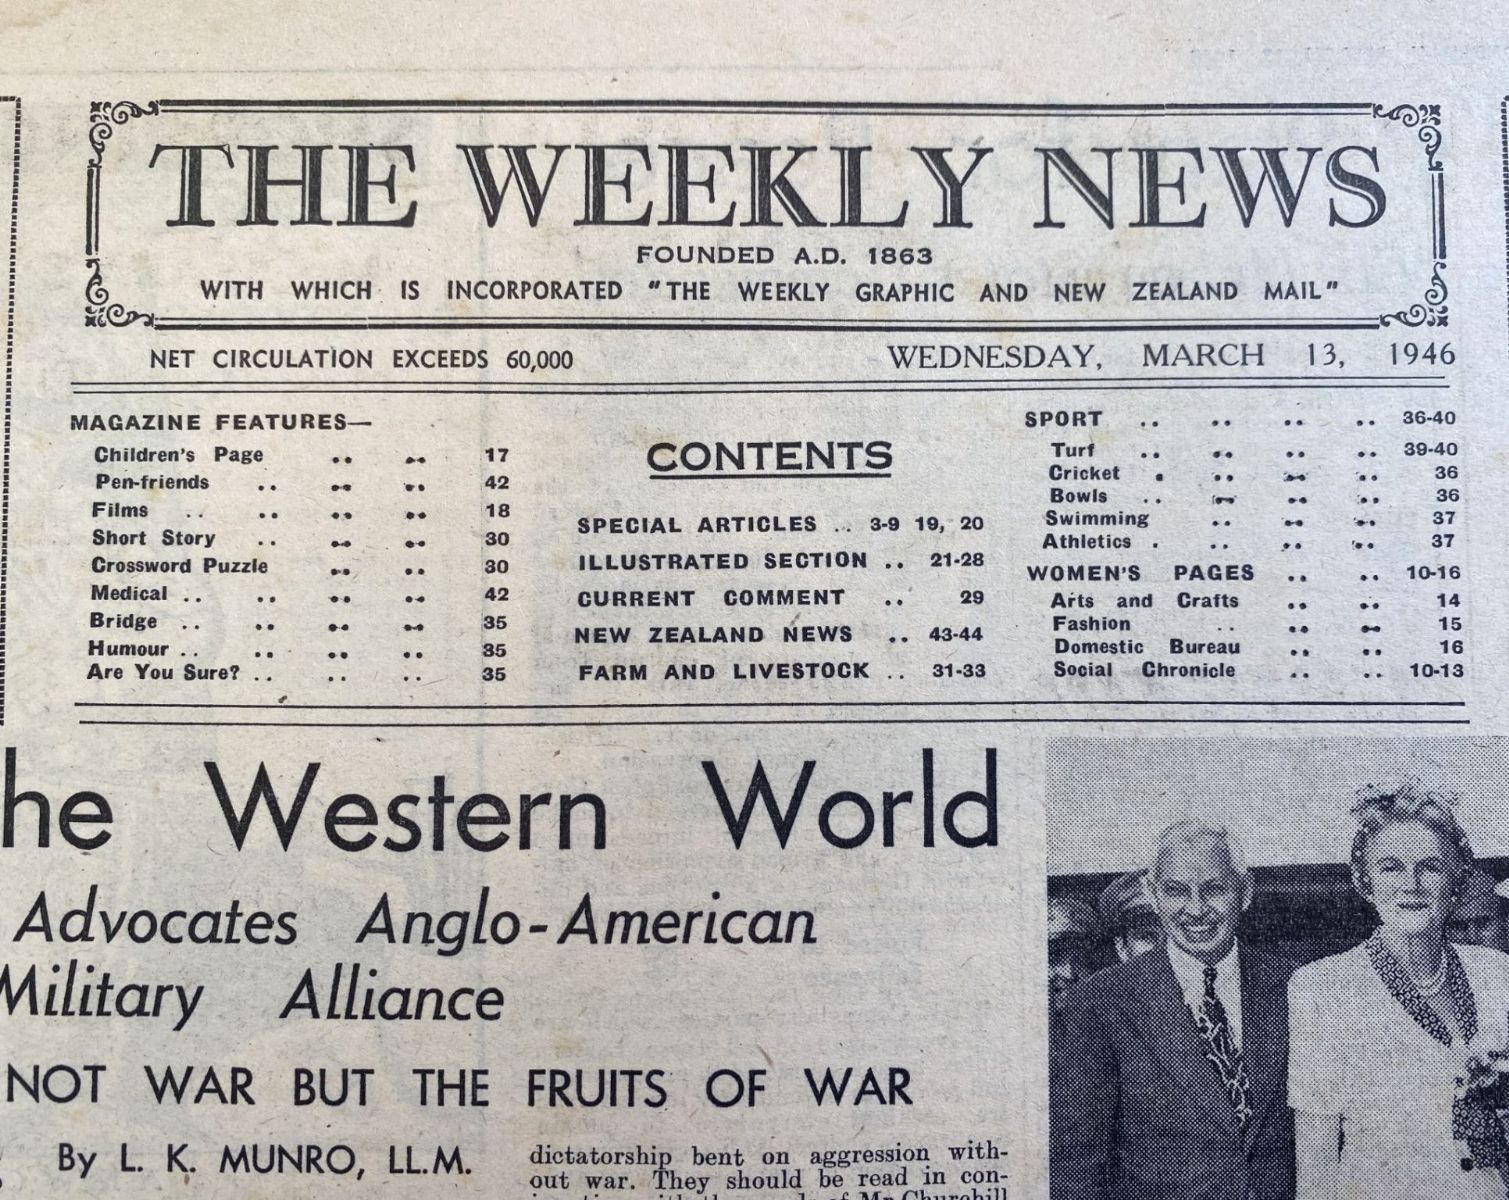 THE WEEKLY NEWS
FOUNDED A.D. 1863
WITH WHICH IS INCORPORATED "THE WEEKLY GRAPHIC AND NEW ZEALAND MAIL"
NET CIRCULATION EXCEEDS 60,000
WEDNESDAY, MARCH 13, 1946
MAGAZINE FEATURES—
Children's Page .. .. 17
Pen-friends .. .. .. 42
Films .. .. .. .. 18
Short Story .. .. .. 30
Crossword Puzzle .. .. 30
Medical .. .. .. .. 42
Bridge .. .. .. .. 35
Humour .. .. .. .. 35
Are You Sure? .. .. .. .. 35
CONTENTS
SPECIAL ARTICLES .. 3-9 19, 20
ILLUSTRATED SECTION .. 21-28
CURRENT COMMENT .. 29
NEW ZEALAND NEWS .. 43-44
FARM AND LIVESTOCK .. 31-33
SPORT .. .. .. .. 36-40
Turf .. .. .. .. 39-40
Cricket . .. .. .. 36
Bowls .. .. .. .. 36
Swimming .. .. .. 37
Athletics . .. .. .. 37
WOMEN'S PAGES .. .. 10-16
Arts and Crafts .. .. 14
Fashion .. .. .. 15
Domestic Bureau .. .. 16
Social Chronicle .. .. 10-13
he Western World
Advocates Anglo-American
Military Alliance
NOT WAR BUT THE FRUITS OF WAR
By L. K. MUNRO, LL.M.
dictatorship bent on aggression with-
out war. They should be read in con-
of Mr Churchill